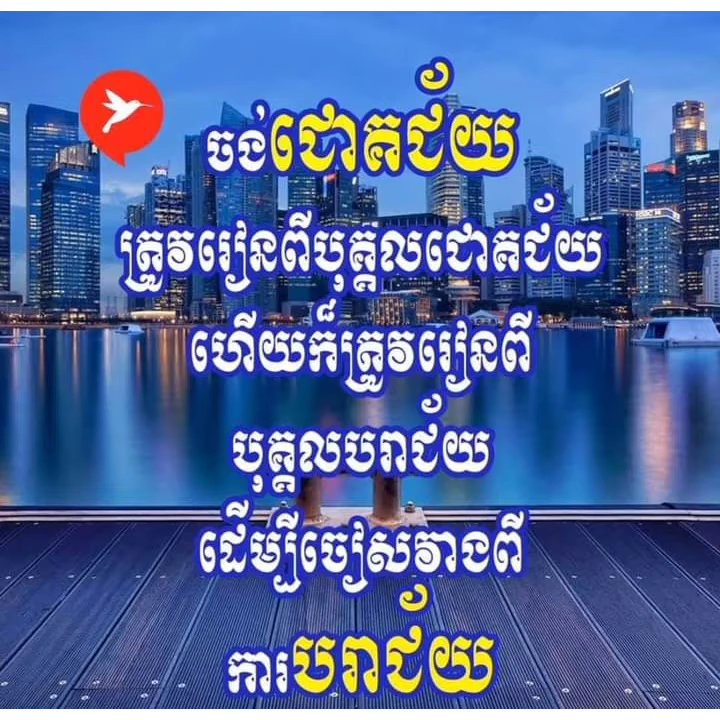 ចង់ជោគជ័យ
ត្រូវរៀនពីបុគ្គលជោគជ័យ
ហើយក៏ត្រូវរៀនពី
បុគ្គលបរាជ័យ
ដើម្បីចៀសវាងពី
ការបរាជ័យ